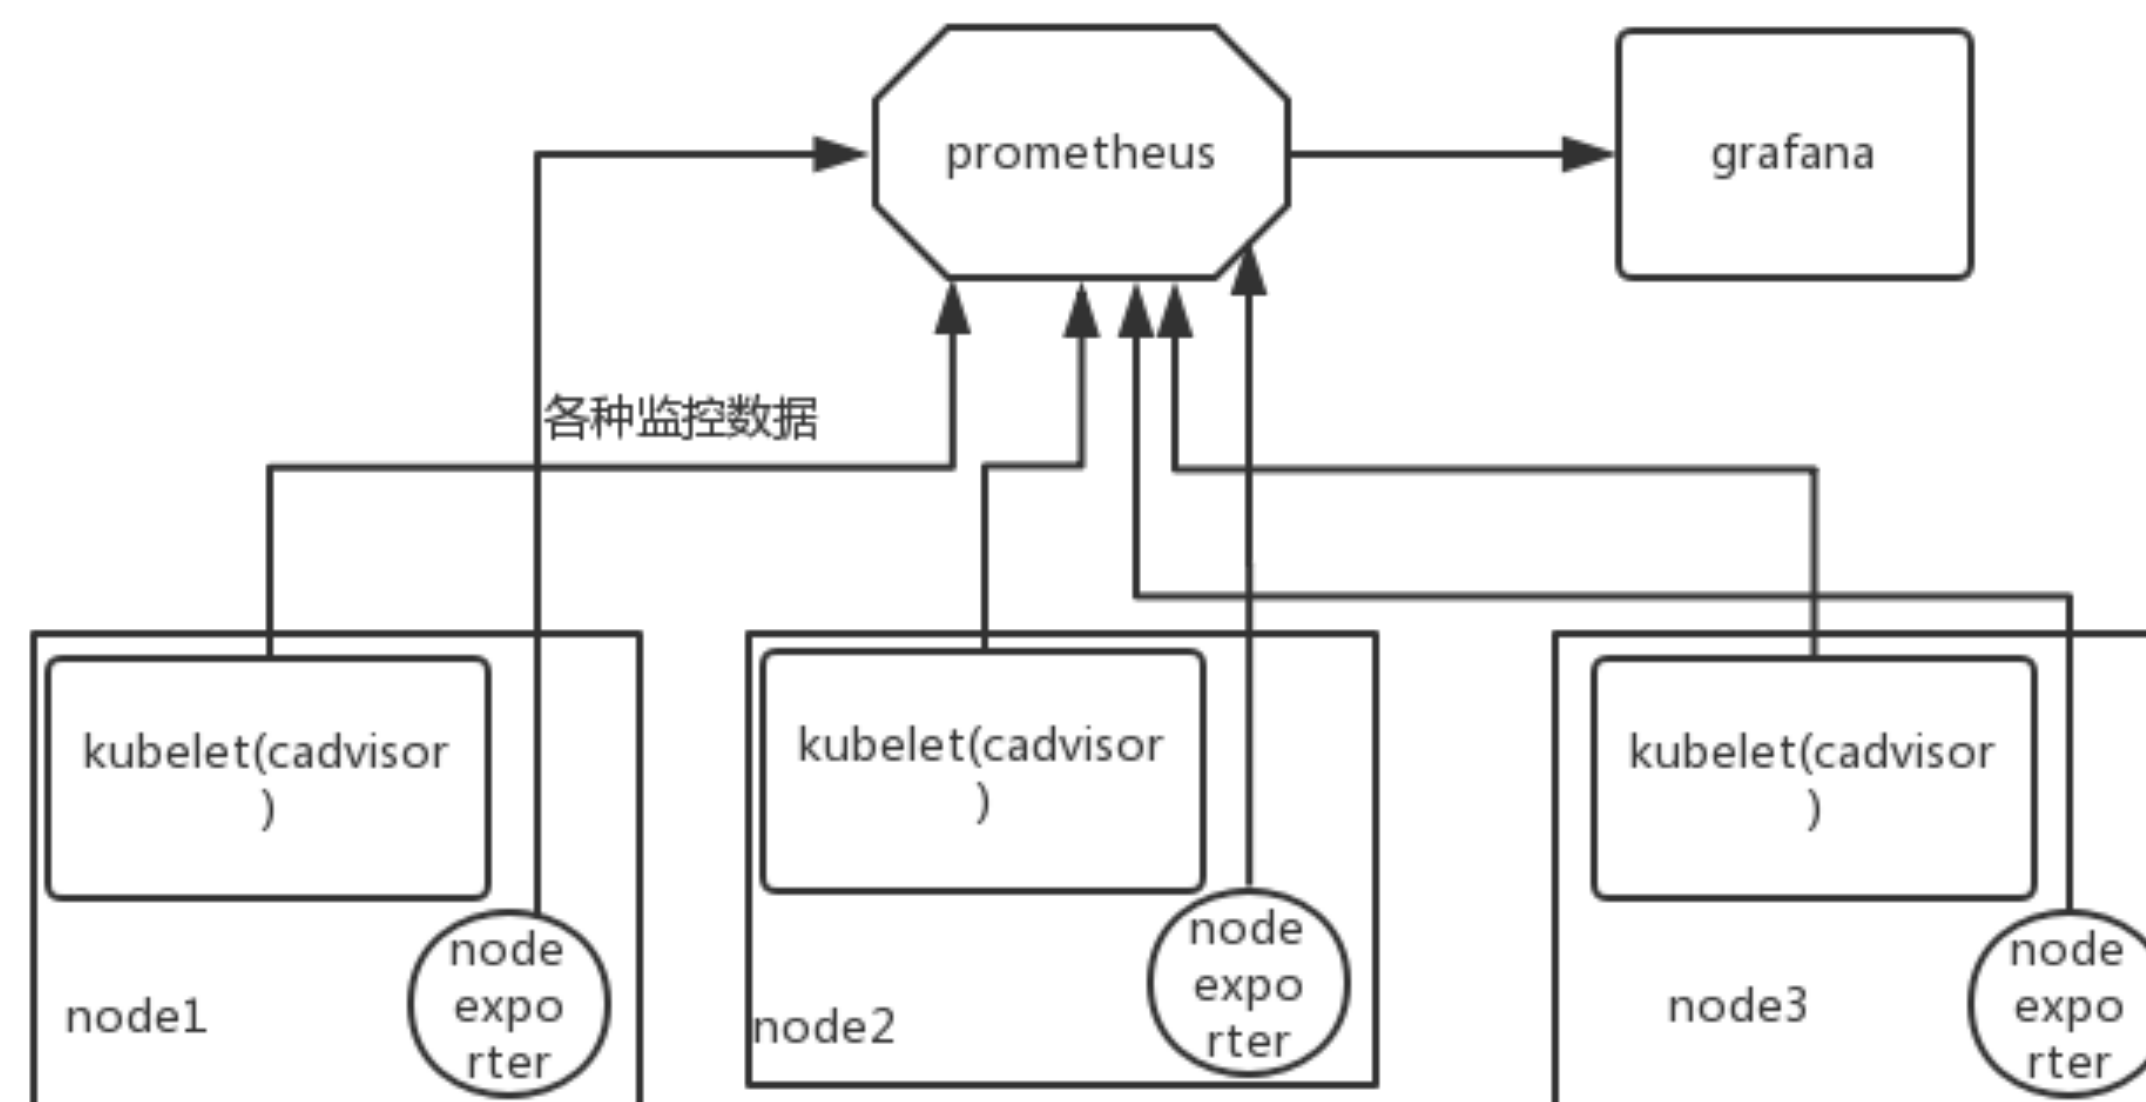 prometheus
grafana
各种监控数据
kubelet(cadvisor
)
node
expo
rter
node1
kubelet(cadvisor
)
node
expo
rter
node2
kubelet(cadvisor
)
node
expo
rter
node3